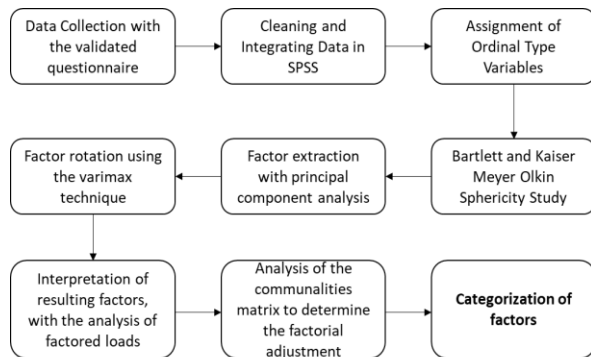 Data Collection with
the validated
questionnaire
Cleaning and
Integrating Data in
SPSS
Assignment of
Ordinal Type
Variables
Bartlett and Kaiser
Meyer Olkin
Sphericity Study
Factor extraction
with principal
component analysis
Factor rotation using
the varimax
technique
Interpretation of
resulting factors,
with the analysis of
factored loads
Analysis of the
communalities
matrix to determine
the factorial
adjustment
Categorization of
factors